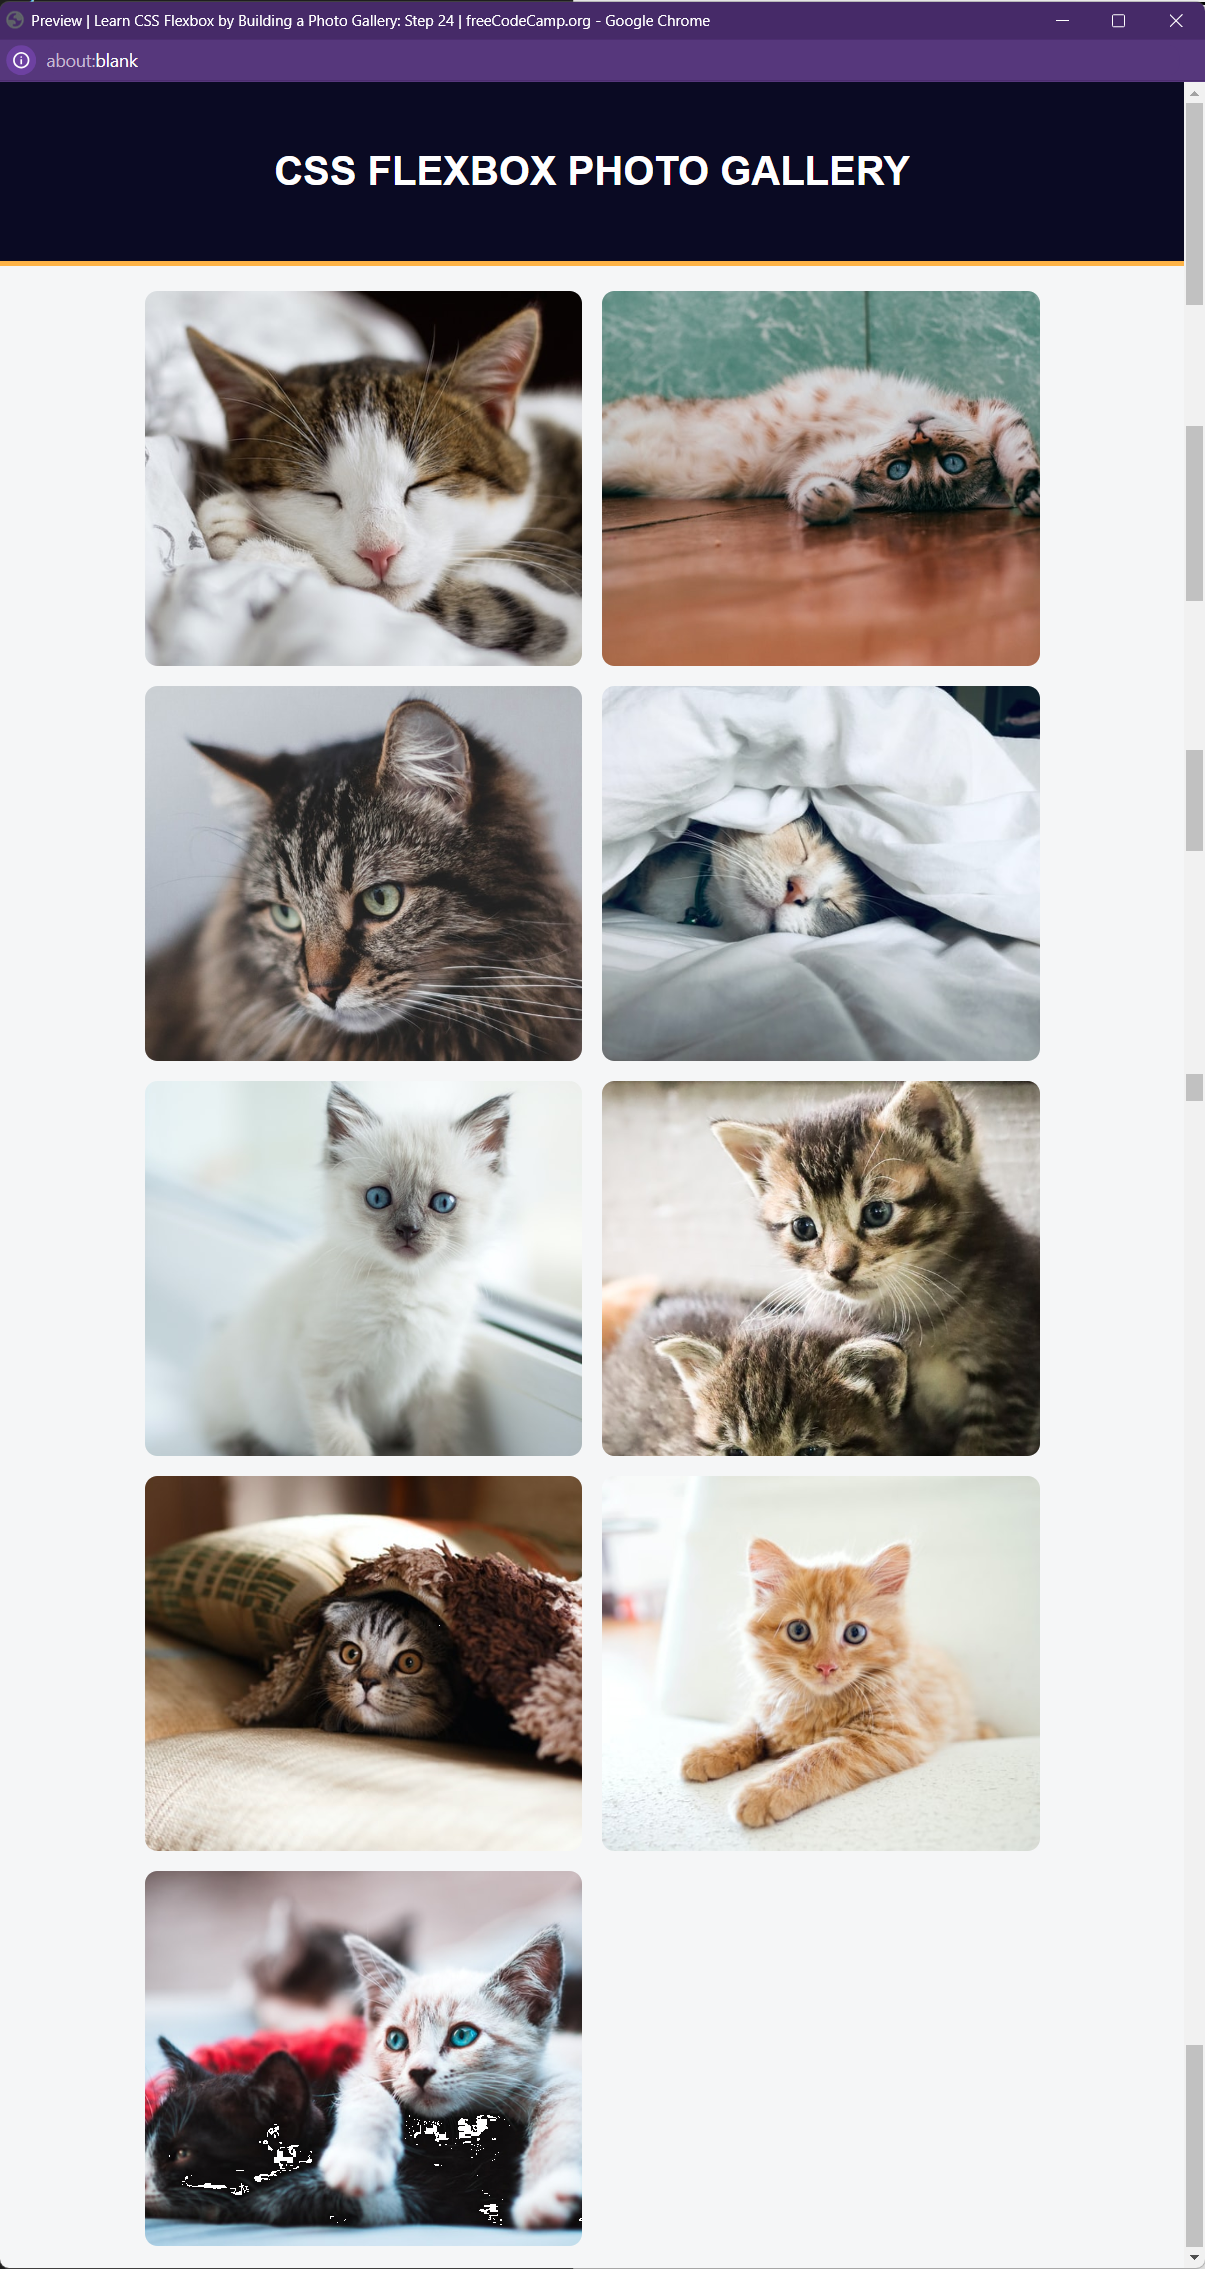 Preview | Learn CSS Flexbox by Building a Photo Gallery: Step 24 | freeCodeCamp.org - Google Chrome
about:blank
CSS FLEXBOX PHOTO GALLERY